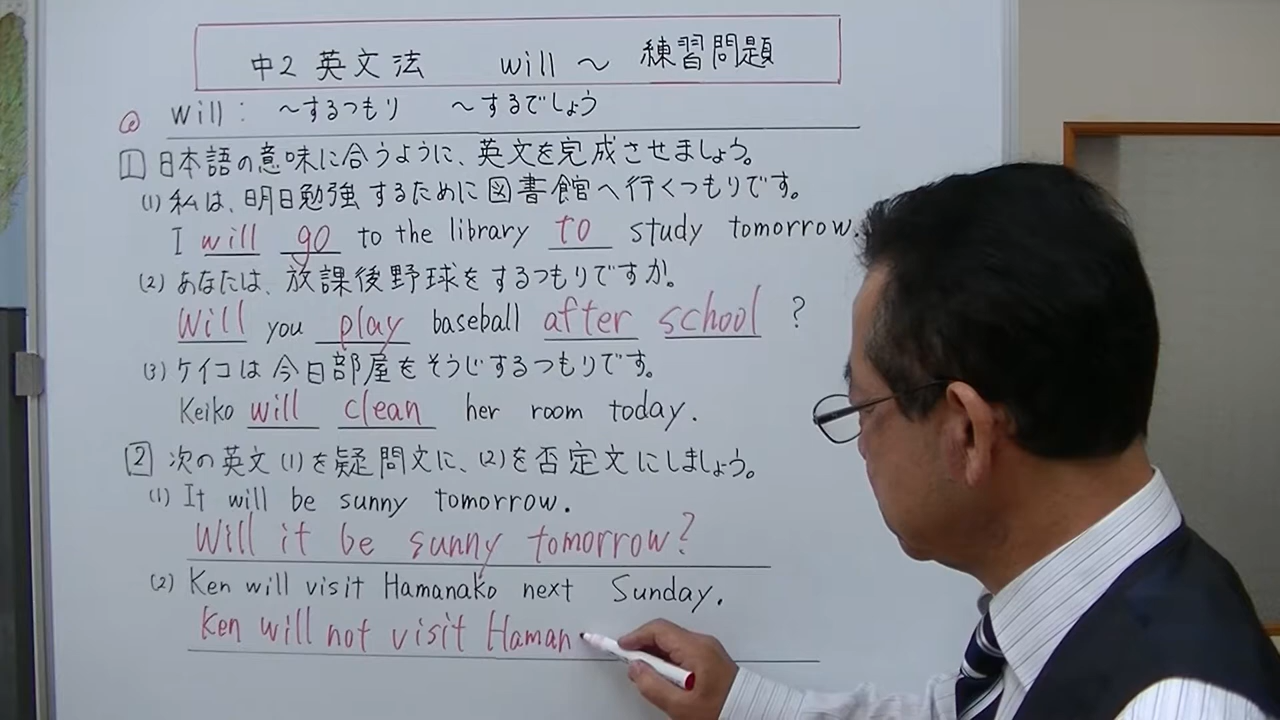 中2 英文法 will ～ 練習問題
◎ will： ～するつもり ～するでしょう
1 日本語の意味に合うように、英文を完成させましょう。
(1) 私は、明日勉強するために図書館へ行くつもりです。
I will go to the library to study tomorrow.
(2) あなたは、放課後野球をするつもりですか。
Will you play baseball after school ?
(3) ケイコは今日部屋をそうじするつもりです。
Keiko will clean her room today.
2 次の英文(1)を疑問文に、(2)を否定文にしましょう。
(1) It will be sunny tomorrow.
Will it be sunny tomorrow?
(2) Ken will visit Hamanako next Sunday.
Ken will not visit Haman